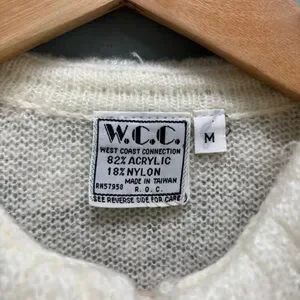 W.C.C.
WEST COAST CONNECTION
82% ACRYLIC
18% NYLON
MADE IN TAIWAN
RN57958 R.O.C.
SEE REVERSE SIDE FOR CARE
M